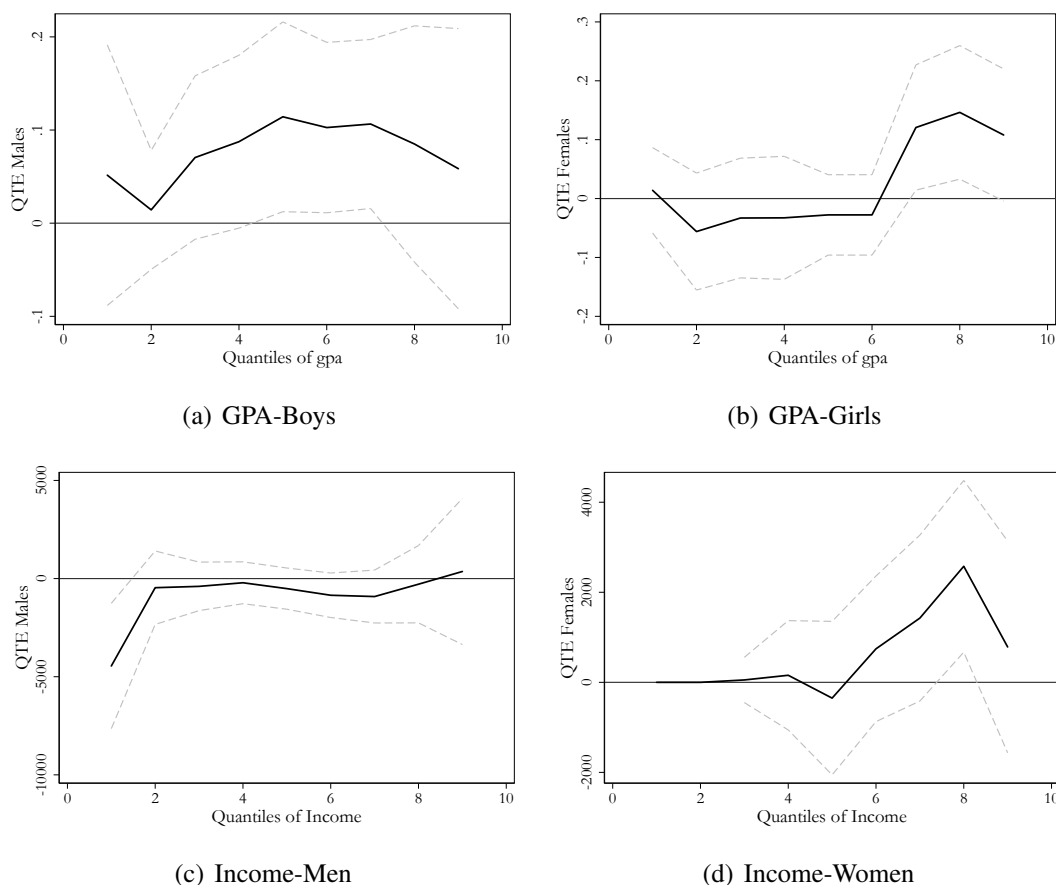 QTE Males
-.1 0 .1 .2
0 2 4 6 8 10
Quantiles of gpa
(a) GPA-Boys
QTE Females
-.2 -.1 0 .1 .2 .3
0 2 4 6 8 10
Quantiles of gpa
(b) GPA-Girls
QTE Males
-10000 -5000 0 5000
0 2 4 6 8 10
Quantiles of Income
(c) Income-Men
QTE Females
-2000 0 2000 4000
0 2 4 6 8 10
Quantiles of Income
(d) Income-Women